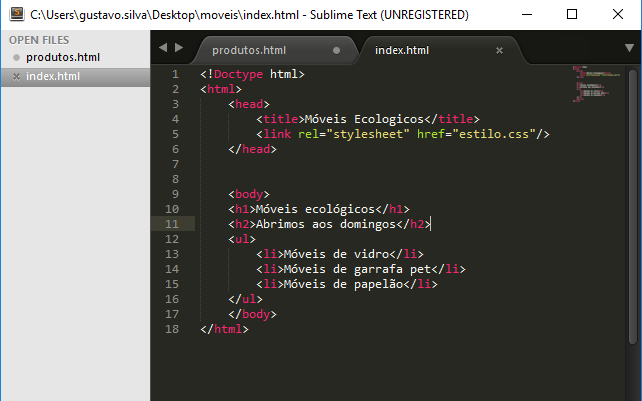 C:\Users\gustavo.silva\Desktop\moveis\index.html - Sublime Text (UNREGISTERED)
OPEN FILES
produtos.html
index.html
produtos.html
index.html
1 <!Doctype html>
2 <html>
3 <head>
4 <title>Móveis Ecologicos</title>
5 <link rel="stylesheet" href="estilo.css"/>
6 </head>
7
8
9 <body>
10 <h1>Móveis ecológicos</h1>
11 <h2>Abrimos aos domingos</h2>
12 <ul>
13 <li>Móveis de vidro</li>
14 <li>Móveis de garrafa pet</li>
15 <li>Móveis de papelão</li>
16 </ul>
17 </body>
18 </html>